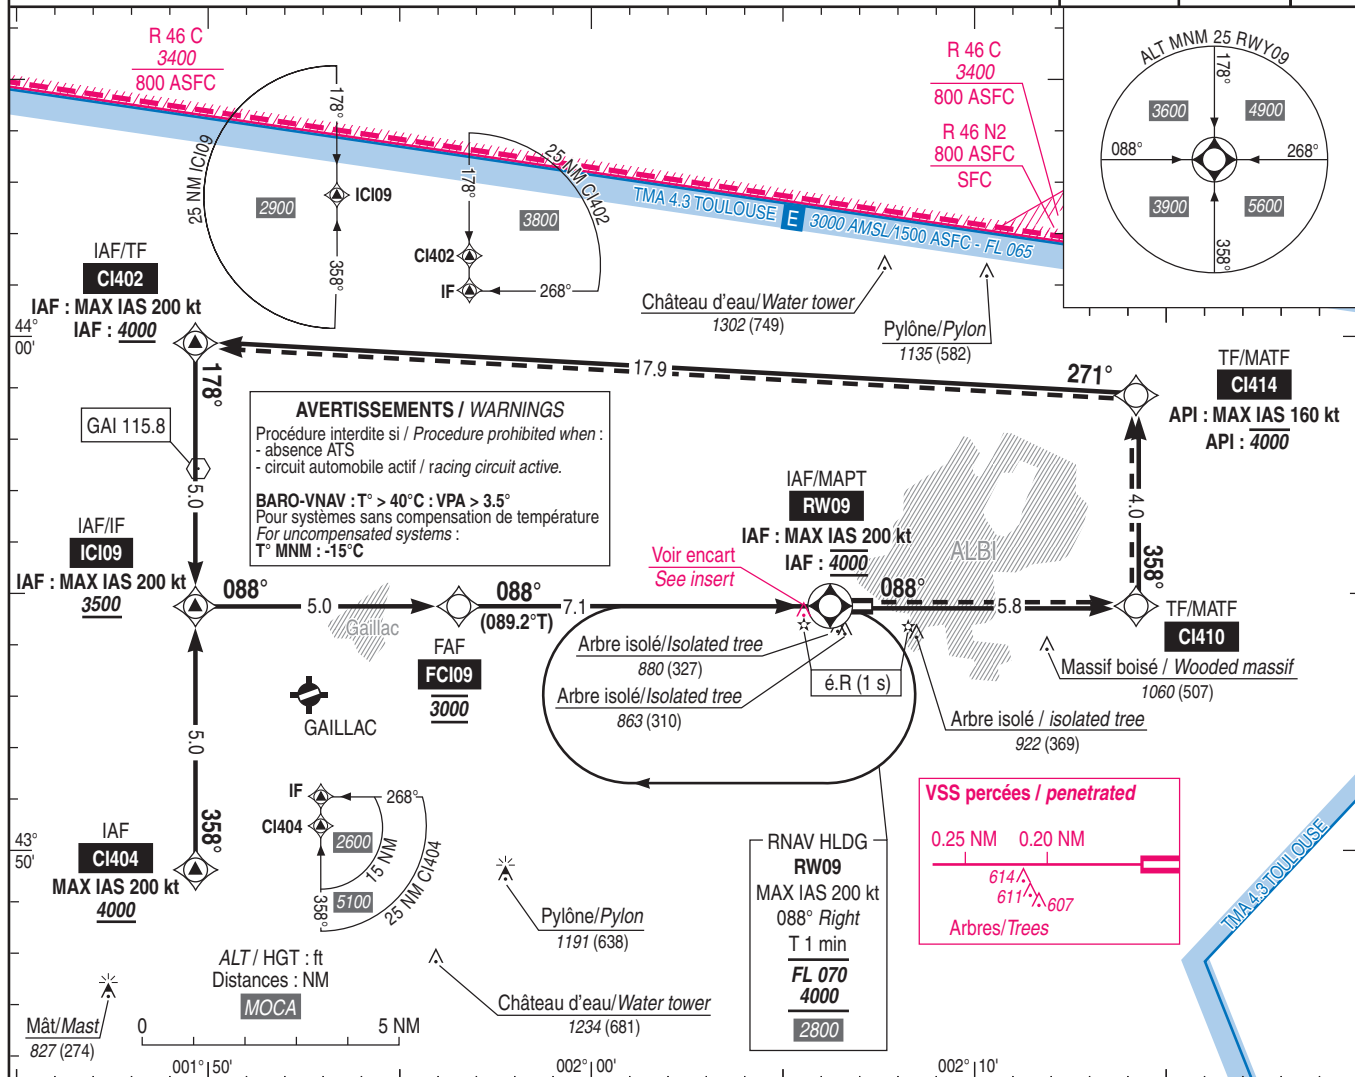 R 46 C
3400
800 ASFC
178°
25 NM ICI09
2900
ICI09
358°
178°
25 NM CI402
3800
CI402
IF
268°
TMA 4.3 TOULOUSE E 3000 AMSL/1500 ASFC - FL 065
R 46 C
3400
800 ASFC
R 46 N2
800 ASFC
SFC
ALT MNM 25 RWY09
178°
3600
4900
088°
268°
3900
5600
358°
IAF/TF
CI402
IAF : MAX IAS 200 kt
IAF : 4000
44°
00'
178°
GAI 115.8
5.0
Château d'eau/Water tower
1302 (749)
Pylône/Pylon
1135 (582)
17.9
271°
TF/MATF
CI414
API : MAX IAS 160 kt
API : 4000
AVERTISSEMENTS / WARNINGS
Procédure interdite si / Procedure prohibited when :
- absence ATS
- circuit automobile actif / racing circuit active.
BARO-VNAV : T° > 40°C : VPA > 3.5°
Pour systèmes sans compensation de température
For uncompensated systems :
T° MNM : -15°C
IAF/MAPT
RW09
IAF : MAX IAS 200 kt
IAF : 4000
ALBI
4.0
358°
Voir encart
See insert
IAF/IF
ICI09
IAF : MAX IAS 200 kt
3500
088°
5.0
Gaillac
088°
(089.2°T)
7.1
088°
5.8
TF/MATF
CI410
FAF
FCI09
3000
Arbre isolé/Isolated tree
880 (327)
Arbre isolé/Isolated tree
863 (310)
é.R (1 s)
Massif boisé / Wooded massif
1060 (507)
Arbre isolé / isolated tree
922 (369)
GAILLAC
5.0
358°
43°
50'
IAF
CI404
MAX IAS 200 kt
4000
IF
268°
CI404
2600
15 NM
25 NM CI404
358°
5100
Pylône/Pylon
1191 (638)
RNAV HLDG
RW09
MAX IAS 200 kt
088° Right
T 1 min
FL 070
4000
2800
VSS percées / penetrated
0.25 NM
0.20 NM
614
611
607
Arbres/Trees
TMA 4.3 TOULOUSE
ALT / HGT : ft
Distances : NM
MOCA
0
5 NM
Château d'eau/Water tower
1234 (681)
Mât/Mast
827 (274)
001° 50'
002° 00'
002° 10'